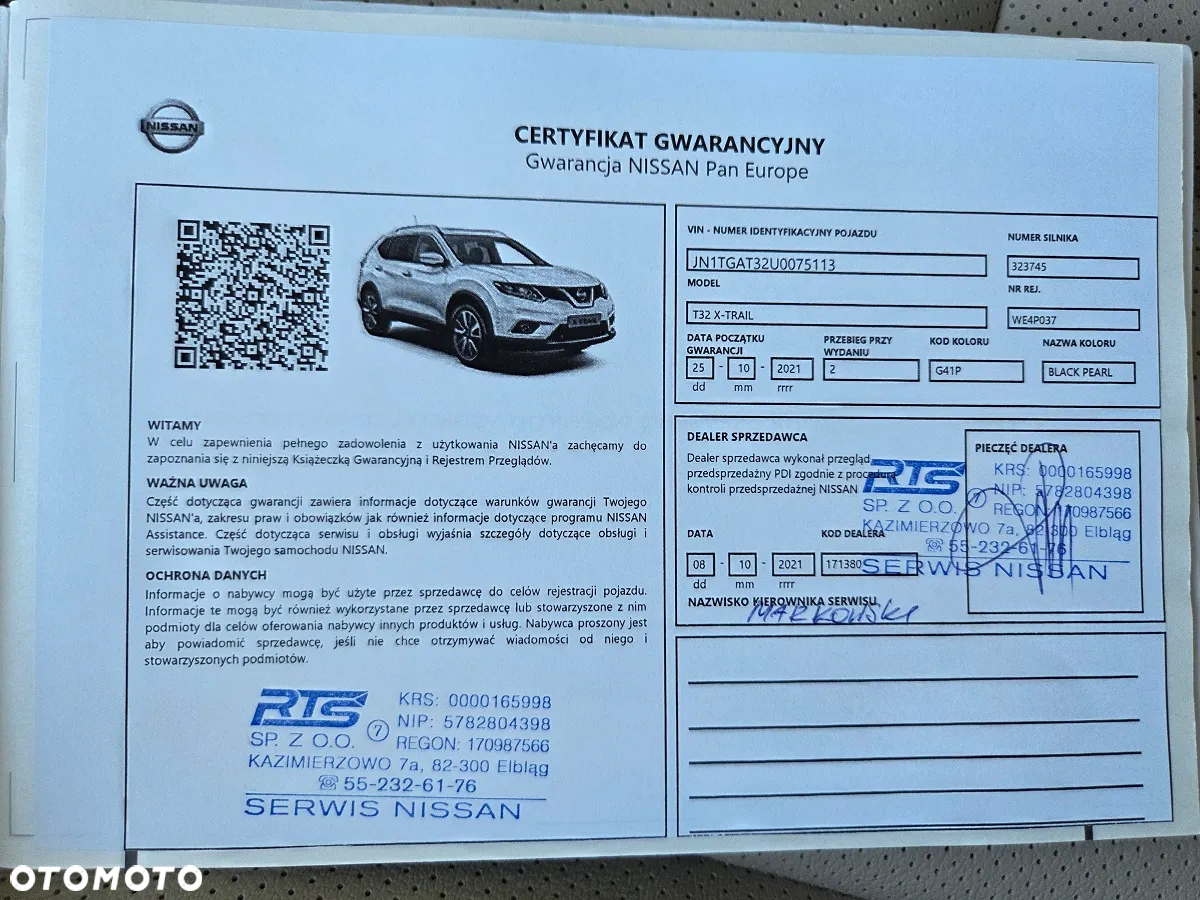 NISSAN
CERTYFIKAT GWARANCYJNY
Gwarancja NISSAN Pan Europe
WITAMY
W celu zapewnienia pełnego zadowolenia z użytkowania NISSAN'a zachęcamy do
zapoznania się z niniejszą Książeczką Gwarancyjną i Rejestrem Przeglądów.
WAŻNA UWAGA
Część dotycząca gwarancji zawiera informacje dotyczące warunków gwarancji Twojego
NISSAN'a, zakresu praw i obowiązków jak również informacje dotyczące programu NISSAN
Assistance. Część dotycząca serwisu i obsługi wyjaśnia szczegóły dotyczące obsługi i
serwisowania Twojego samochodu NISSAN.
OCHRONA DANYCH
Informacje o nabywcy mogą być użyte przez sprzedawcę do celów rejestracji pojazdu.
Informacje te mogą być również wykorzystane przez sprzedawcę lub stowarzyszone z nim
podmioty dla celów oferowania nabywcy innych produktów i usług. Nabywca proszony jest
aby powiadomić sprzedawcę, jeśli nie chce otrzymywać wiadomości od niego i
stowarzyszonych podmiotów.
RTS KRS: 0000165998
7 NIP: 5782804398
SP. Z O.O. REGON: 170987566
KAZIMIERZOWO 7a, 82-300 Elbląg
☏ 55-232-61-76
SERWIS NISSAN
VIN - NUMER IDENTYFIKACYJNY POJAZDU NUMER SILNIKA
JN1TGAT32U0075113 323745
MODEL NR REJ.
T32 X-TRAIL WE4P037
DATA POCZĄTKU GWARANCJI PRZEBIEG PRZY WYDANIU KOD KOLORU NAZWA KOLORU
25 - 10 - 2021 2 G41P BLACK PEARL
dd mm rrrr
DEALER SPRZEDAWCA PIECZĘĆ DEALERA
Dealer sprzedawca wykonał przegląd
przedsprzedażny PDI zgodnie z procedurą
kontroli przedsprzedażnej NISSAN
RTS KRS: 0000165998
7 NIP: 5782804398
SP. Z O.O. REGON: 170987566
KAZIMIERZOWO 7a, 82-300 Elbląg
☏ 55-232-61-76
SERWIS NISSAN
DATA KOD DEALERA
08 - 10 - 2021 171380
dd mm rrrr
NAZWISKO KIEROWNIKA SERWISU
MARKOWSKI
OTOMOTO